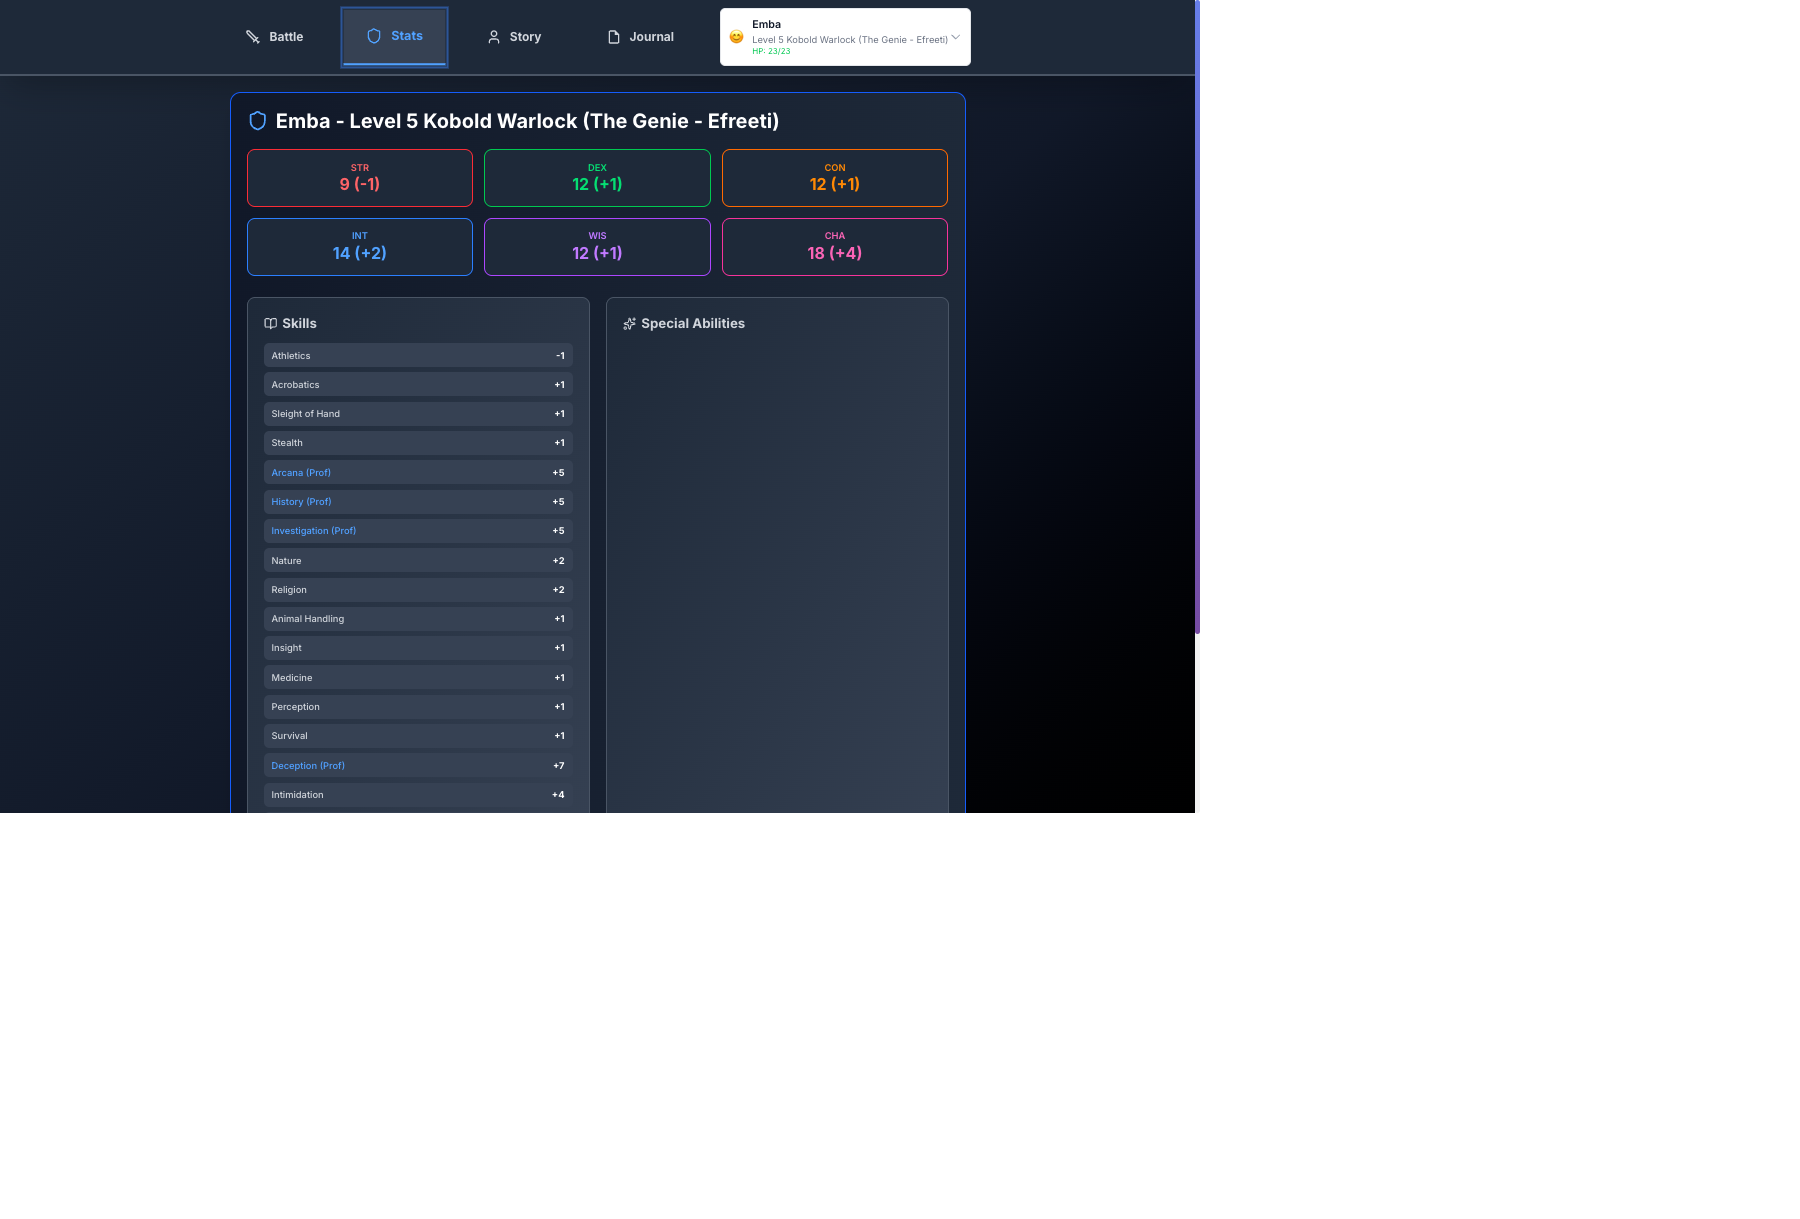 Battle
Stats
Story
Journal
Emba
Level 5 Kobold Warlock (The Genie - Efreeti)
HP: 23/23
Emba - Level 5 Kobold Warlock (The Genie - Efreeti)
STR
9 (-1)
DEX
12 (+1)
CON
12 (+1)
INT
14 (+2)
WIS
12 (+1)
CHA
18 (+4)
Skills
Athletics -1
Acrobatics +1
Sleight of Hand +1
Stealth +1
Arcana (Prof) +5
History (Prof) +5
Investigation (Prof) +5
Nature +2
Religion +2
Animal Handling +1
Insight +1
Medicine +1
Perception +1
Survival +1
Deception (Prof) +7
Intimidation +4
Special Abilities